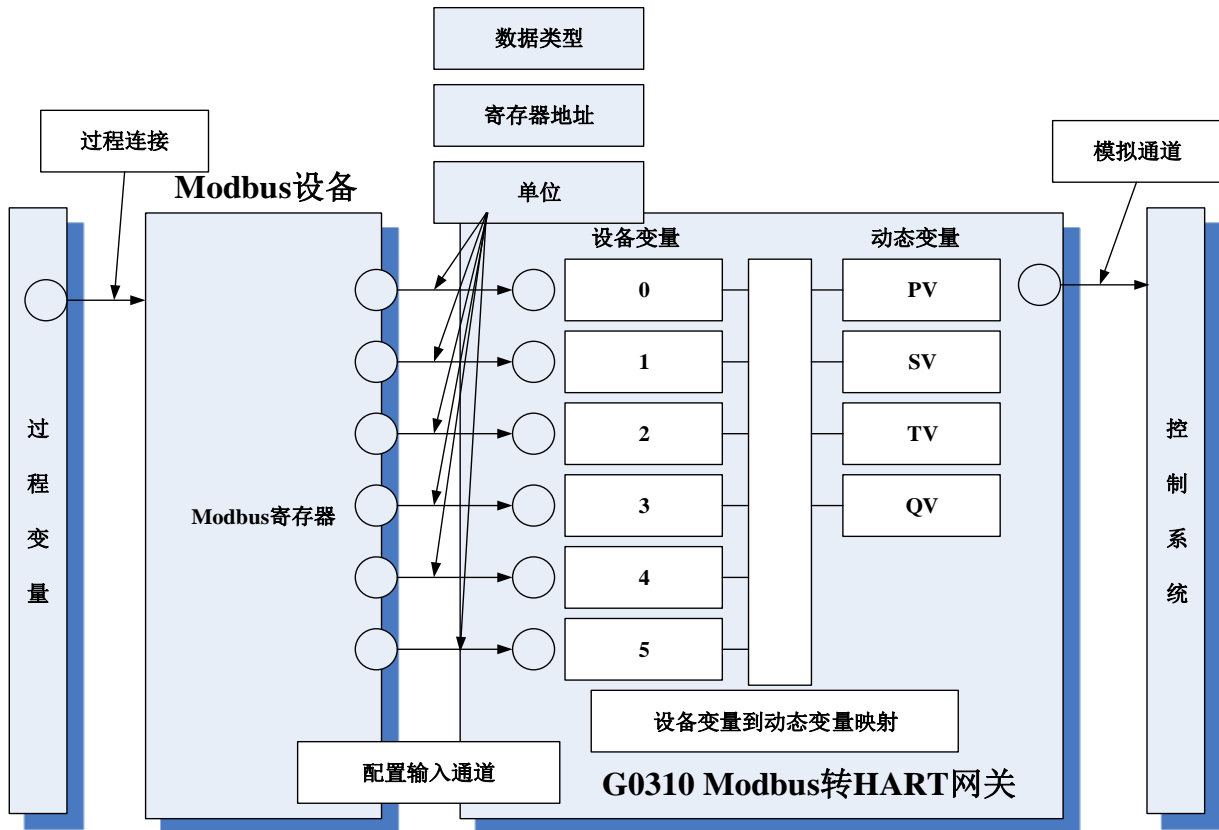 数据类型
寄存器地址
过程连接
模拟通道
Modbus设备
单位
设备变量
动态变量
0
PV
1
SV
2
TV
3
QV
4
5
过程变量
Modbus寄存器
控制系统
设备变量到动态变量映射
配置输入通道
G0310 Modbus转HART网关